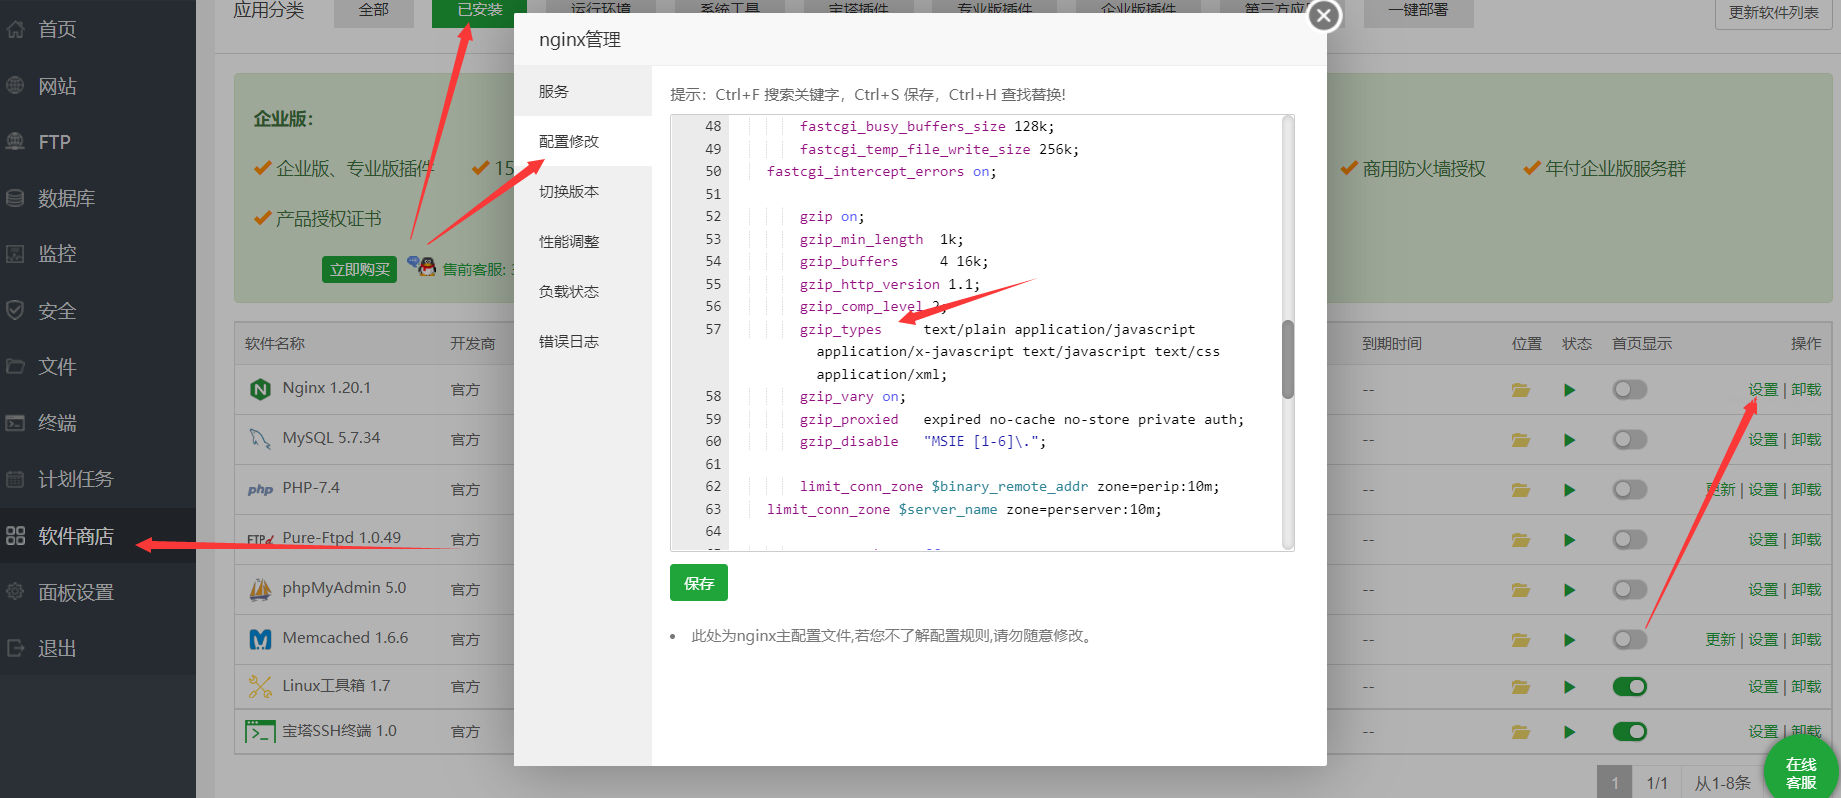 首页
网站
FTP
数据库
监控
安全
文件
终端
计划任务
软件商店
面板设置
退出
应用分类
全部
已安装
运行环境
系统工具
宝塔插件
专业版插件
企业版插件
第三方应
一键部署
更新软件列表
企业版:
企业版、专业版插件
15
商用防火墙授权
年付企业版服务群
产品授权证书
立即购买
售前客服:
软件名称 开发商 到期时间 位置 状态 首页显示 操作
Nginx 1.20.1 官方 -- 设置 | 卸载
MySQL 5.7.34 官方 -- 设置 | 卸载
php PHP-7.4 官方 -- 更新 | 设置 | 卸载
FTP Pure-Ftpd 1.0.49 官方 -- 设置 | 卸载
phpMyAdmin 5.0 官方 -- 设置 | 卸载
Memcached 1.6.6 官方 -- 更新 | 设置 | 卸载
Linux工具箱 1.7 官方 -- 设置 | 卸载
宝塔SSH终端 1.0 官方 -- 设置 | 卸载
1 1/1 从1-8条
在线
客服
nginx管理
服务
配置修改
切换版本
性能调整
负载状态
错误日志
提示：Ctrl+F 搜索关键字，Ctrl+S 保存，Ctrl+H 查找替换!
48 fastcgi_busy_buffers_size 128k;
49 fastcgi_temp_file_write_size 256k;
50 fastcgi_intercept_errors on;
51
52 gzip on;
53 gzip_min_length 1k;
54 gzip_buffers 4 16k;
55 gzip_http_version 1.1;
56 gzip_comp_level 2;
57 gzip_types text/plain application/javascript
application/x-javascript text/javascript text/css
application/xml;
58 gzip_vary on;
59 gzip_proxied expired no-cache no-store private auth;
60 gzip_disable "MSIE [1-6]\.";
61
62 limit_conn_zone $binary_remote_addr zone=perip:10m;
63 limit_conn_zone $server_name zone=perserver:10m;
64
保存
此处为nginx主配置文件,若您不了解配置规则,请勿随意修改。